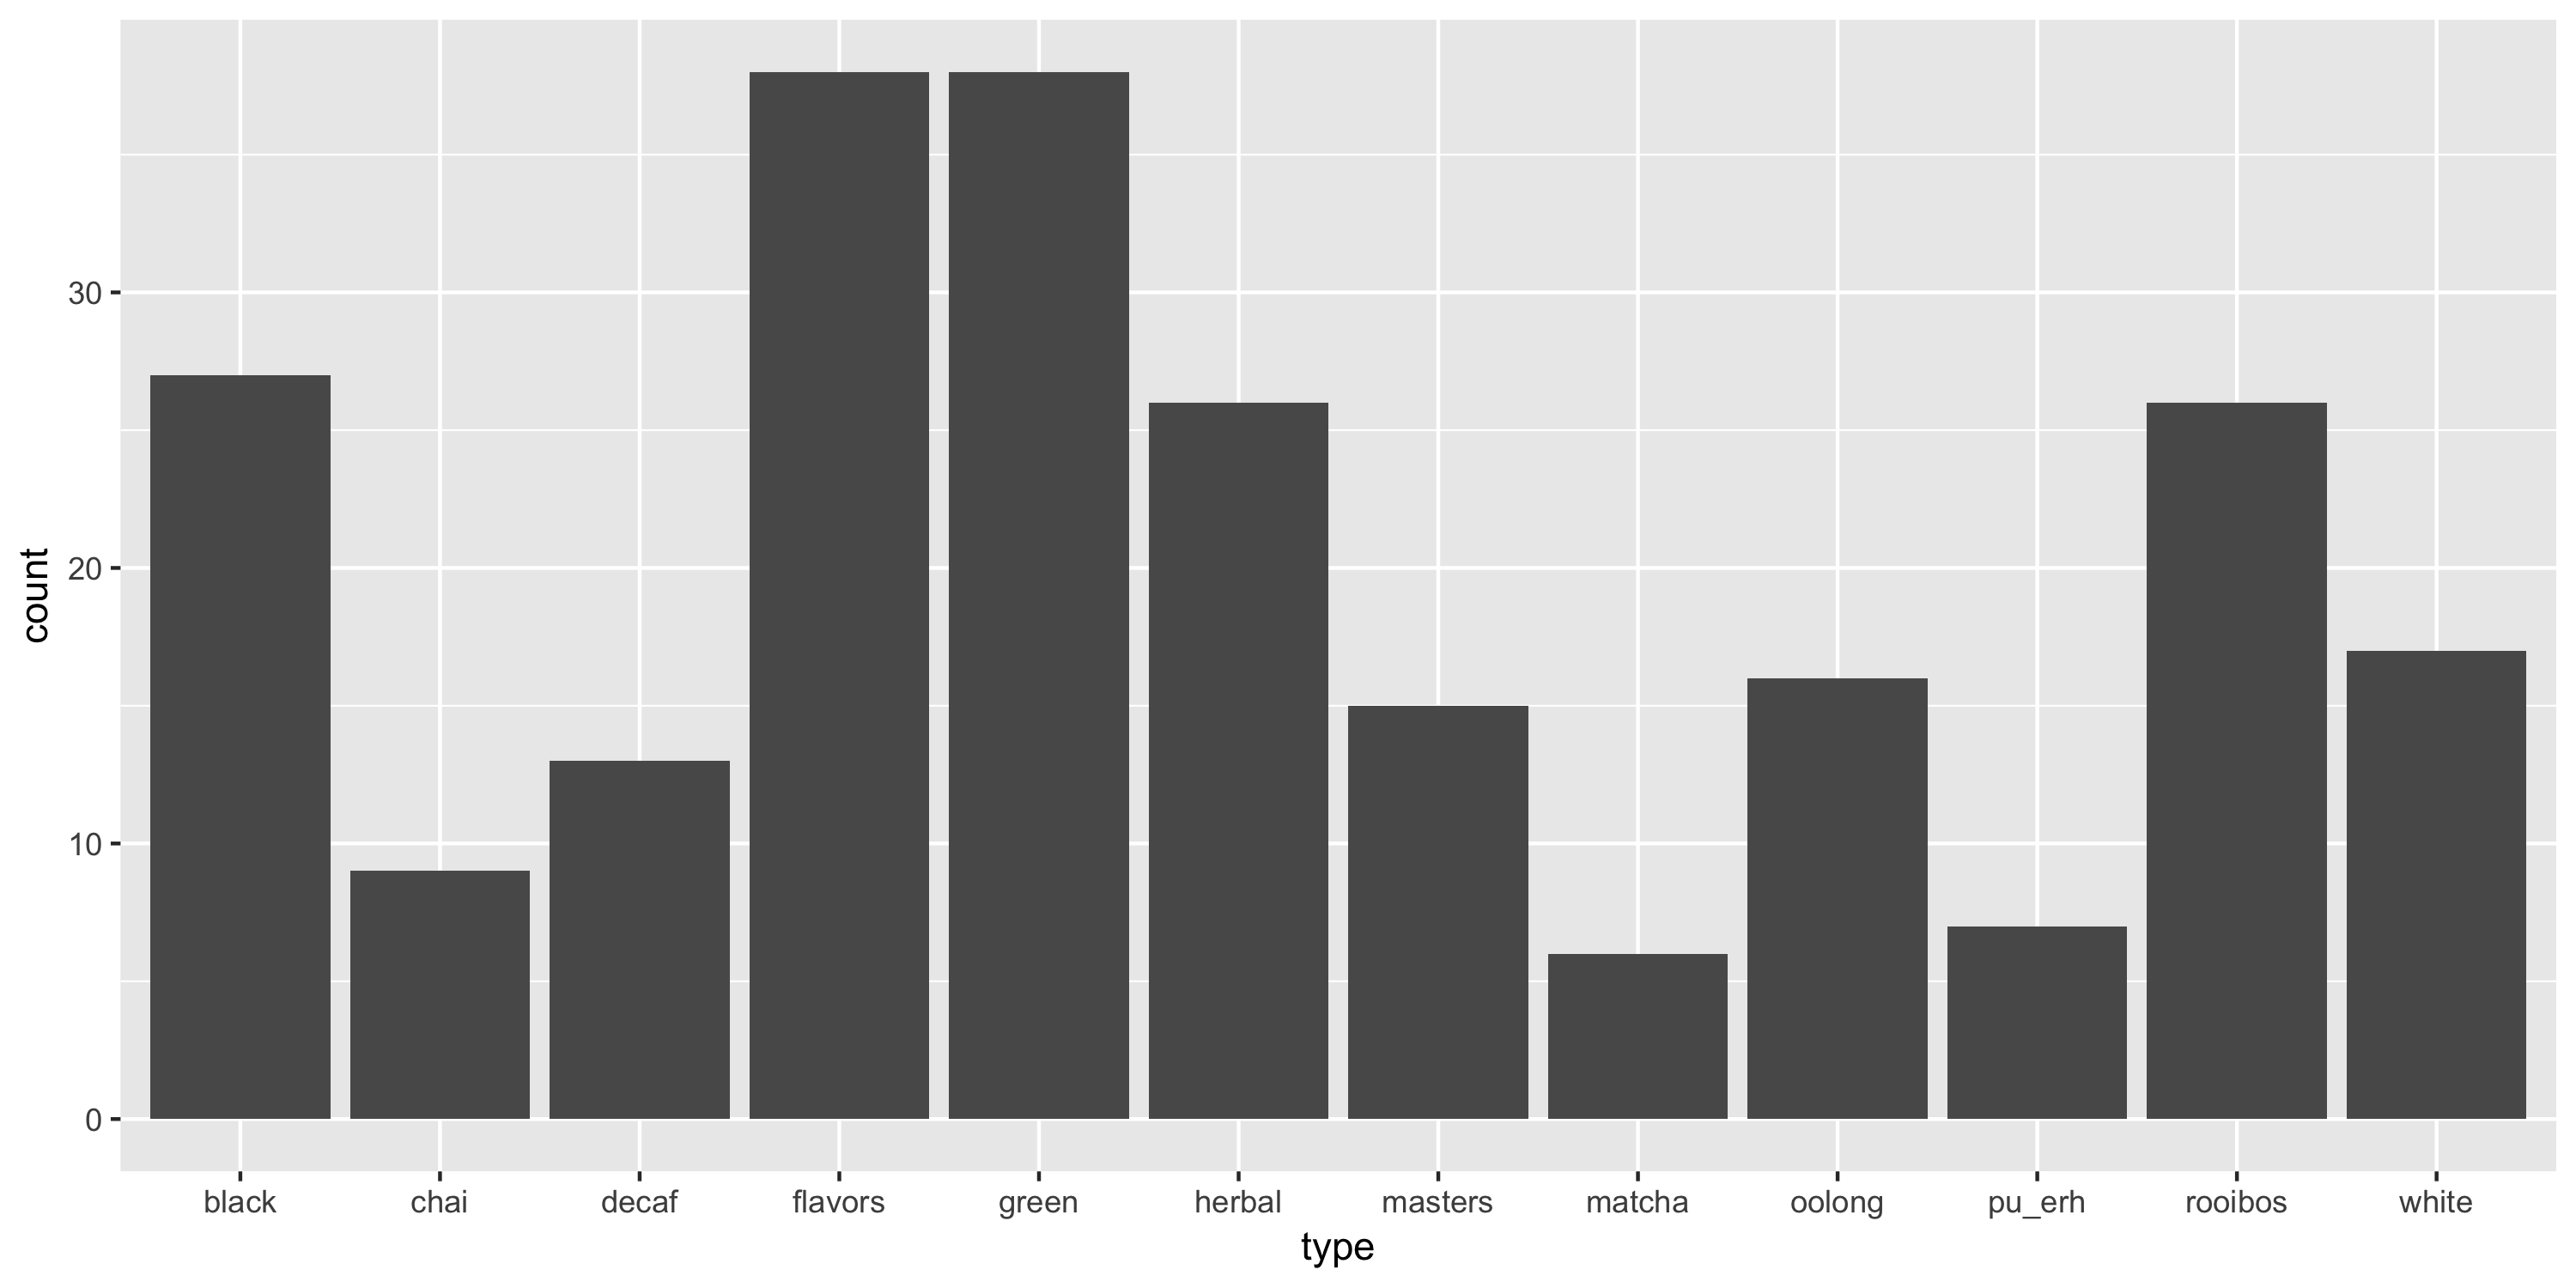 count
30
20
10
0
black chai decaf flavors green herbal masters matcha oolong pu_erh rooibos white
type